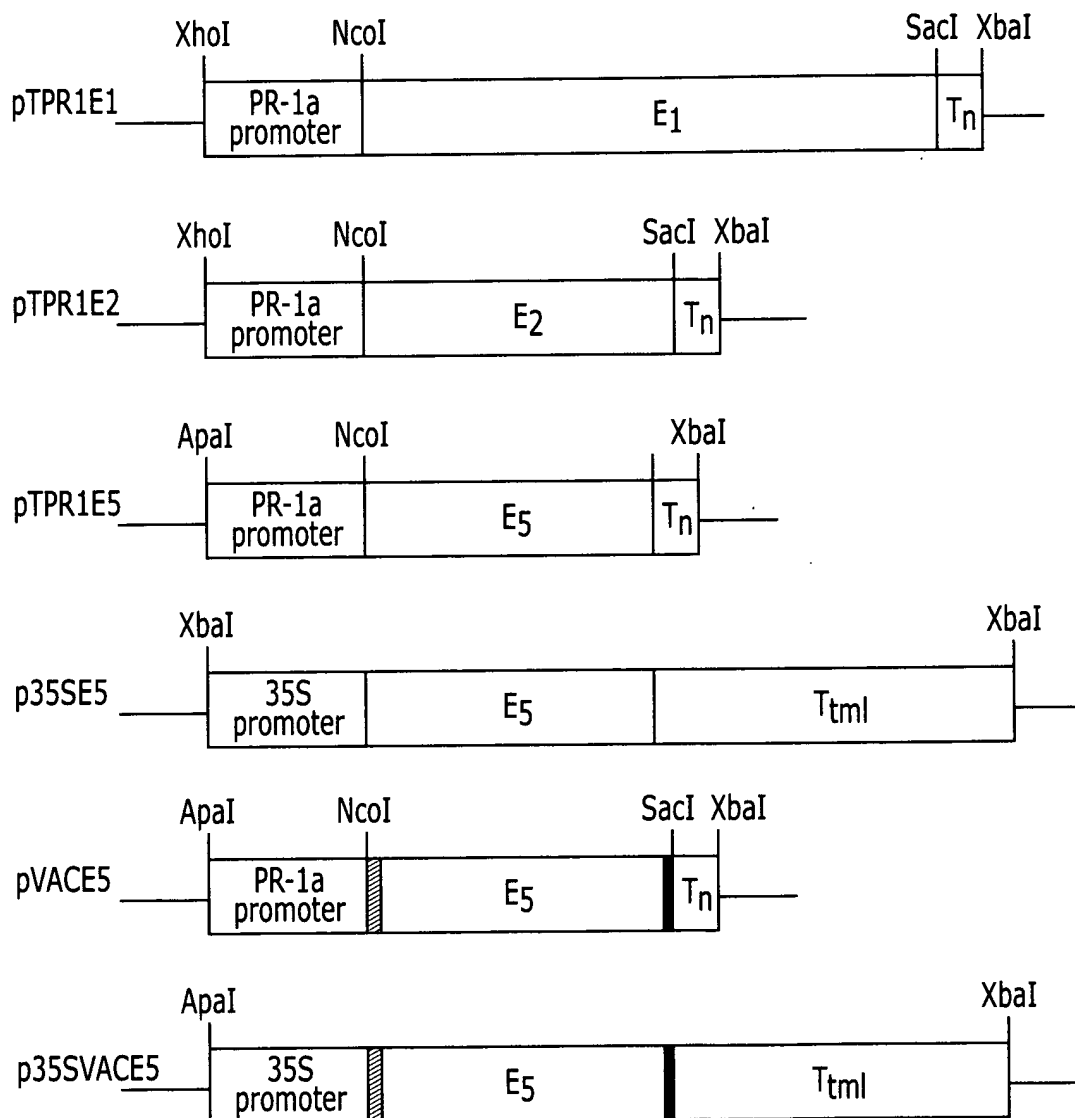 XhoI NcoI SacI XbaI
pTPR1E1
PR-1a
promoter
E1
Tn
XhoI NcoI SacI XbaI
pTPR1E2
PR-1a
promoter
E2
Tn
ApaI NcoI XbaI
pTPR1E5
PR-1a
promoter
E5
Tn
XbaI XbaI
p35SE5
35S
promoter
E5
Ttml
ApaI NcoI SacI XbaI
pVACE5
PR-1a
promoter
E5
Tn
ApaI XbaI
p35SVACE5
35S
promoter
E5
Ttml